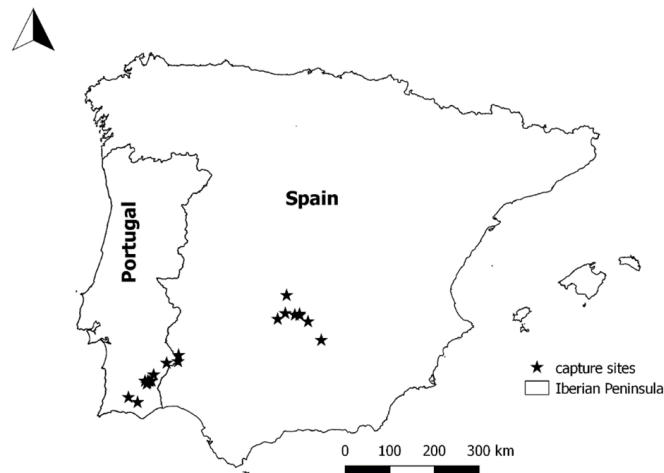 Spain
Portugal
capture sites
Iberian Peninsula
0 100 200 300 km